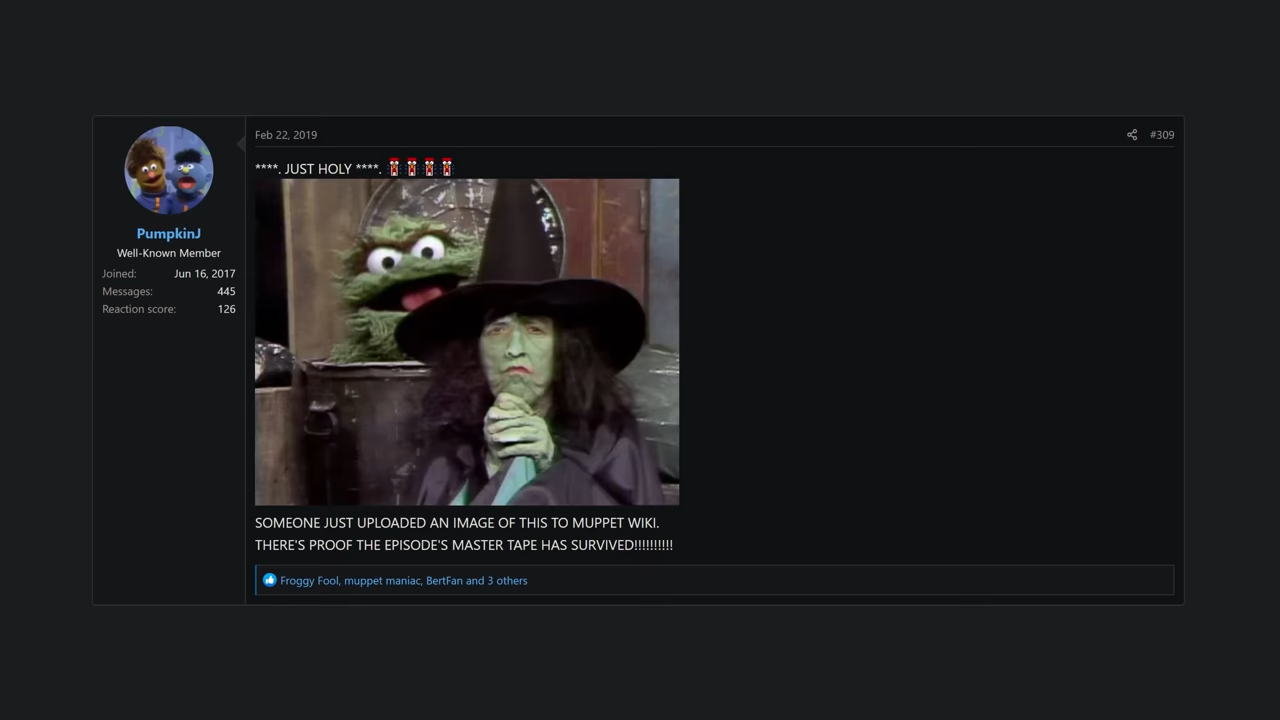 Feb 22, 2019
#309
****. JUST HOLY ****.
PumpkinJ
Well-Known Member
Joined: Jun 16, 2017
Messages: 445
Reaction score: 126
SOMEONE JUST UPLOADED AN IMAGE OF THIS TO MUPPET WIKI.
THERE'S PROOF THE EPISODE'S MASTER TAPE HAS SURVIVED!!!!!!!!!!
Froggy Fool, muppet maniac, BertFan and 3 others